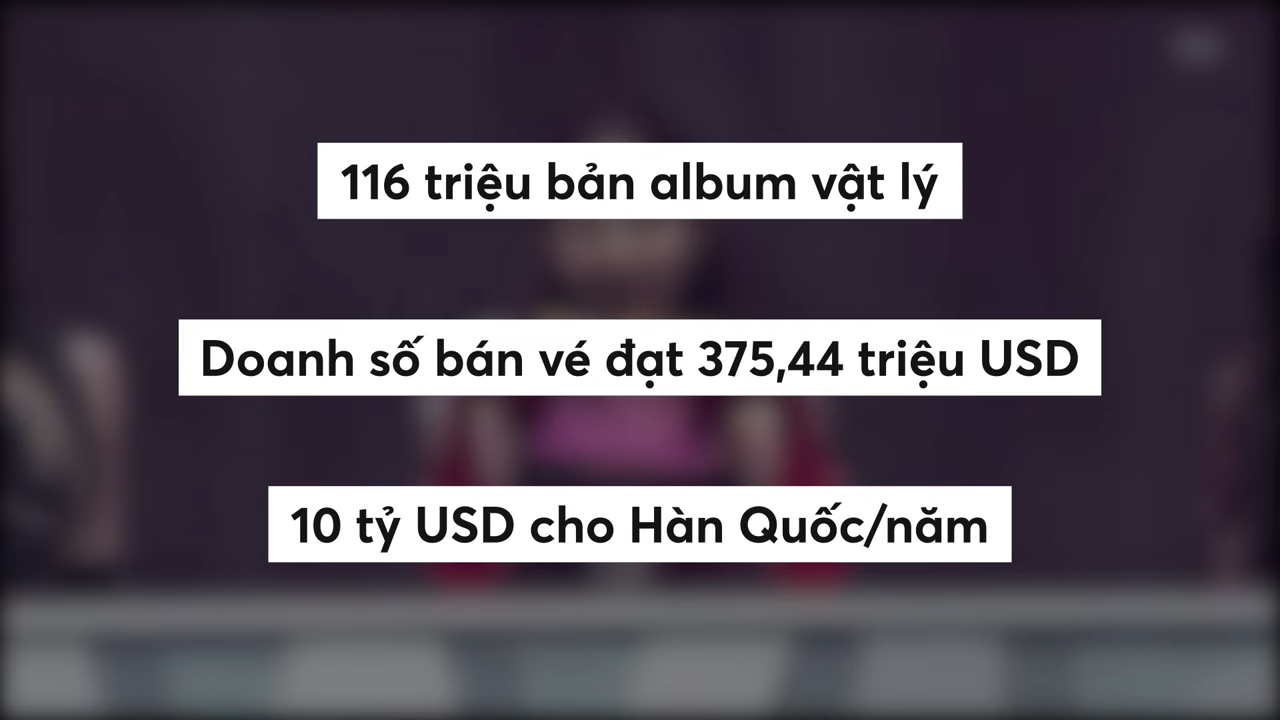 116 triệu bản album vật lý
Doanh số bán vé đạt 375,44 triệu USD
10 tỷ USD cho Hàn Quốc/năm